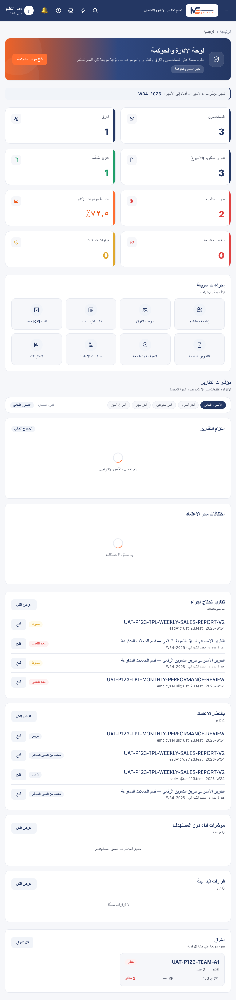 نظام تقارير الأداء والتشغيل
م
مدير النظام
مدير النظام
الرئيسية › الرئيسية
لوحة الإدارة والحوكمة
نظرة شاملة على المستخدمين والفرق والتقارير والمؤشرات — وبوّابة سريعة لكل أقسام النظام.
مدير النظام والحوكمة
فتح مركز الحوكمة
تشير مؤشّرات «الأسبوع» أدناه إلى الأسبوع: 2026-W34.
المستخدمون
3
الفرق
1
تقارير مطلوبة (الأسبوع)
3
تقارير مُسلّمة
1
تقارير متأخرة
2
متوسط مؤشرات الأداء
٧٢,٥٪
مخاطر مفتوحة
0
قرارات قيد البتّ
0
إجراءات سريعة
ابدأ مهمة بنقرة واحدة
إضافة مستخدم
عرض الفرق
قالب تقرير جديد
قالب KPI جديد
التقارير المقدمة
الحوكمة والمتابعة
مسارات الاعتماد
المقارنات
مؤشّرات التقارير
الالتزام واختناقات سير الاعتماد ضمن الفترة المحدّدة
الأسبوع الحالي
آخر أسبوع
آخر أسبوعين
آخر شهر
آخر 3 أشهر
الفترة المختارة:
الأسبوع الحالي
التزام التقارير
الأسبوع الحالي
يتم تحميل ملخّص الالتزام...
اختناقات سير الاعتماد
يتم تحليل الاختناقات...
تقارير تحتاج إجراء
4 مسودة/معادة
عرض الكل
UAT-P123-TPL-WEEKLY-SALES-REPORT-V2
leadA1@uat123.test · 2026-W34
مسودة
فتح
التقرير الأسبوعي لفريق التسويق الرقمي — قسم الحملات المدفوعة
عبد الرحمن بن محمد الشهراني · 2026-W34
مُعاد للتعديل
فتح
التقرير الأسبوعي لفريق التسويق الرقمي — قسم الحملات المدفوعة
عبد الرحمن بن محمد الشهراني · 2026-W34
مسودة
فتح
UAT-P123-TPL-MONTHLY-PERFORMANCE-REVIEW
employeeFull@uat123.test · 2026-W34
مُعاد للتعديل
فتح
بانتظار الاعتماد
4 تقرير
عرض الكل
UAT-P123-TPL-MONTHLY-PERFORMANCE-REVIEW
employeeFull@uat123.test · 2026-W34
مُرسَل
فتح
UAT-P123-TPL-WEEKLY-SALES-REPORT-V2
leadA1@uat123.test · 2026-W34
معتمد من المدير المباشر
فتح
UAT-P123-TPL-WEEKLY-SALES-REPORT-V2
leadA1@uat123.test · 2026-W34
مُرسَل
فتح
التقرير الأسبوعي لفريق التسويق الرقمي — قسم الحملات المدفوعة
عبد الرحمن بن محمد الشهراني · 2026-W34
معتمد من المدير المباشر
فتح
مؤشرات أداء دون المستهدف
0 موظف
عرض الكل
جميع المؤشرات ضمن المستهدف.
قرارات قيد البتّ
0 قرار
عرض الكل
لا قرارات معلّقة.
الفرق
نظرة سريعة على حالة كل فريق
كل الفرق
UAT-P123-TEAM-A1
خطر
القائد: — · 3 عضو
الالتزام: 33٪
KPI: —
2 متأخر